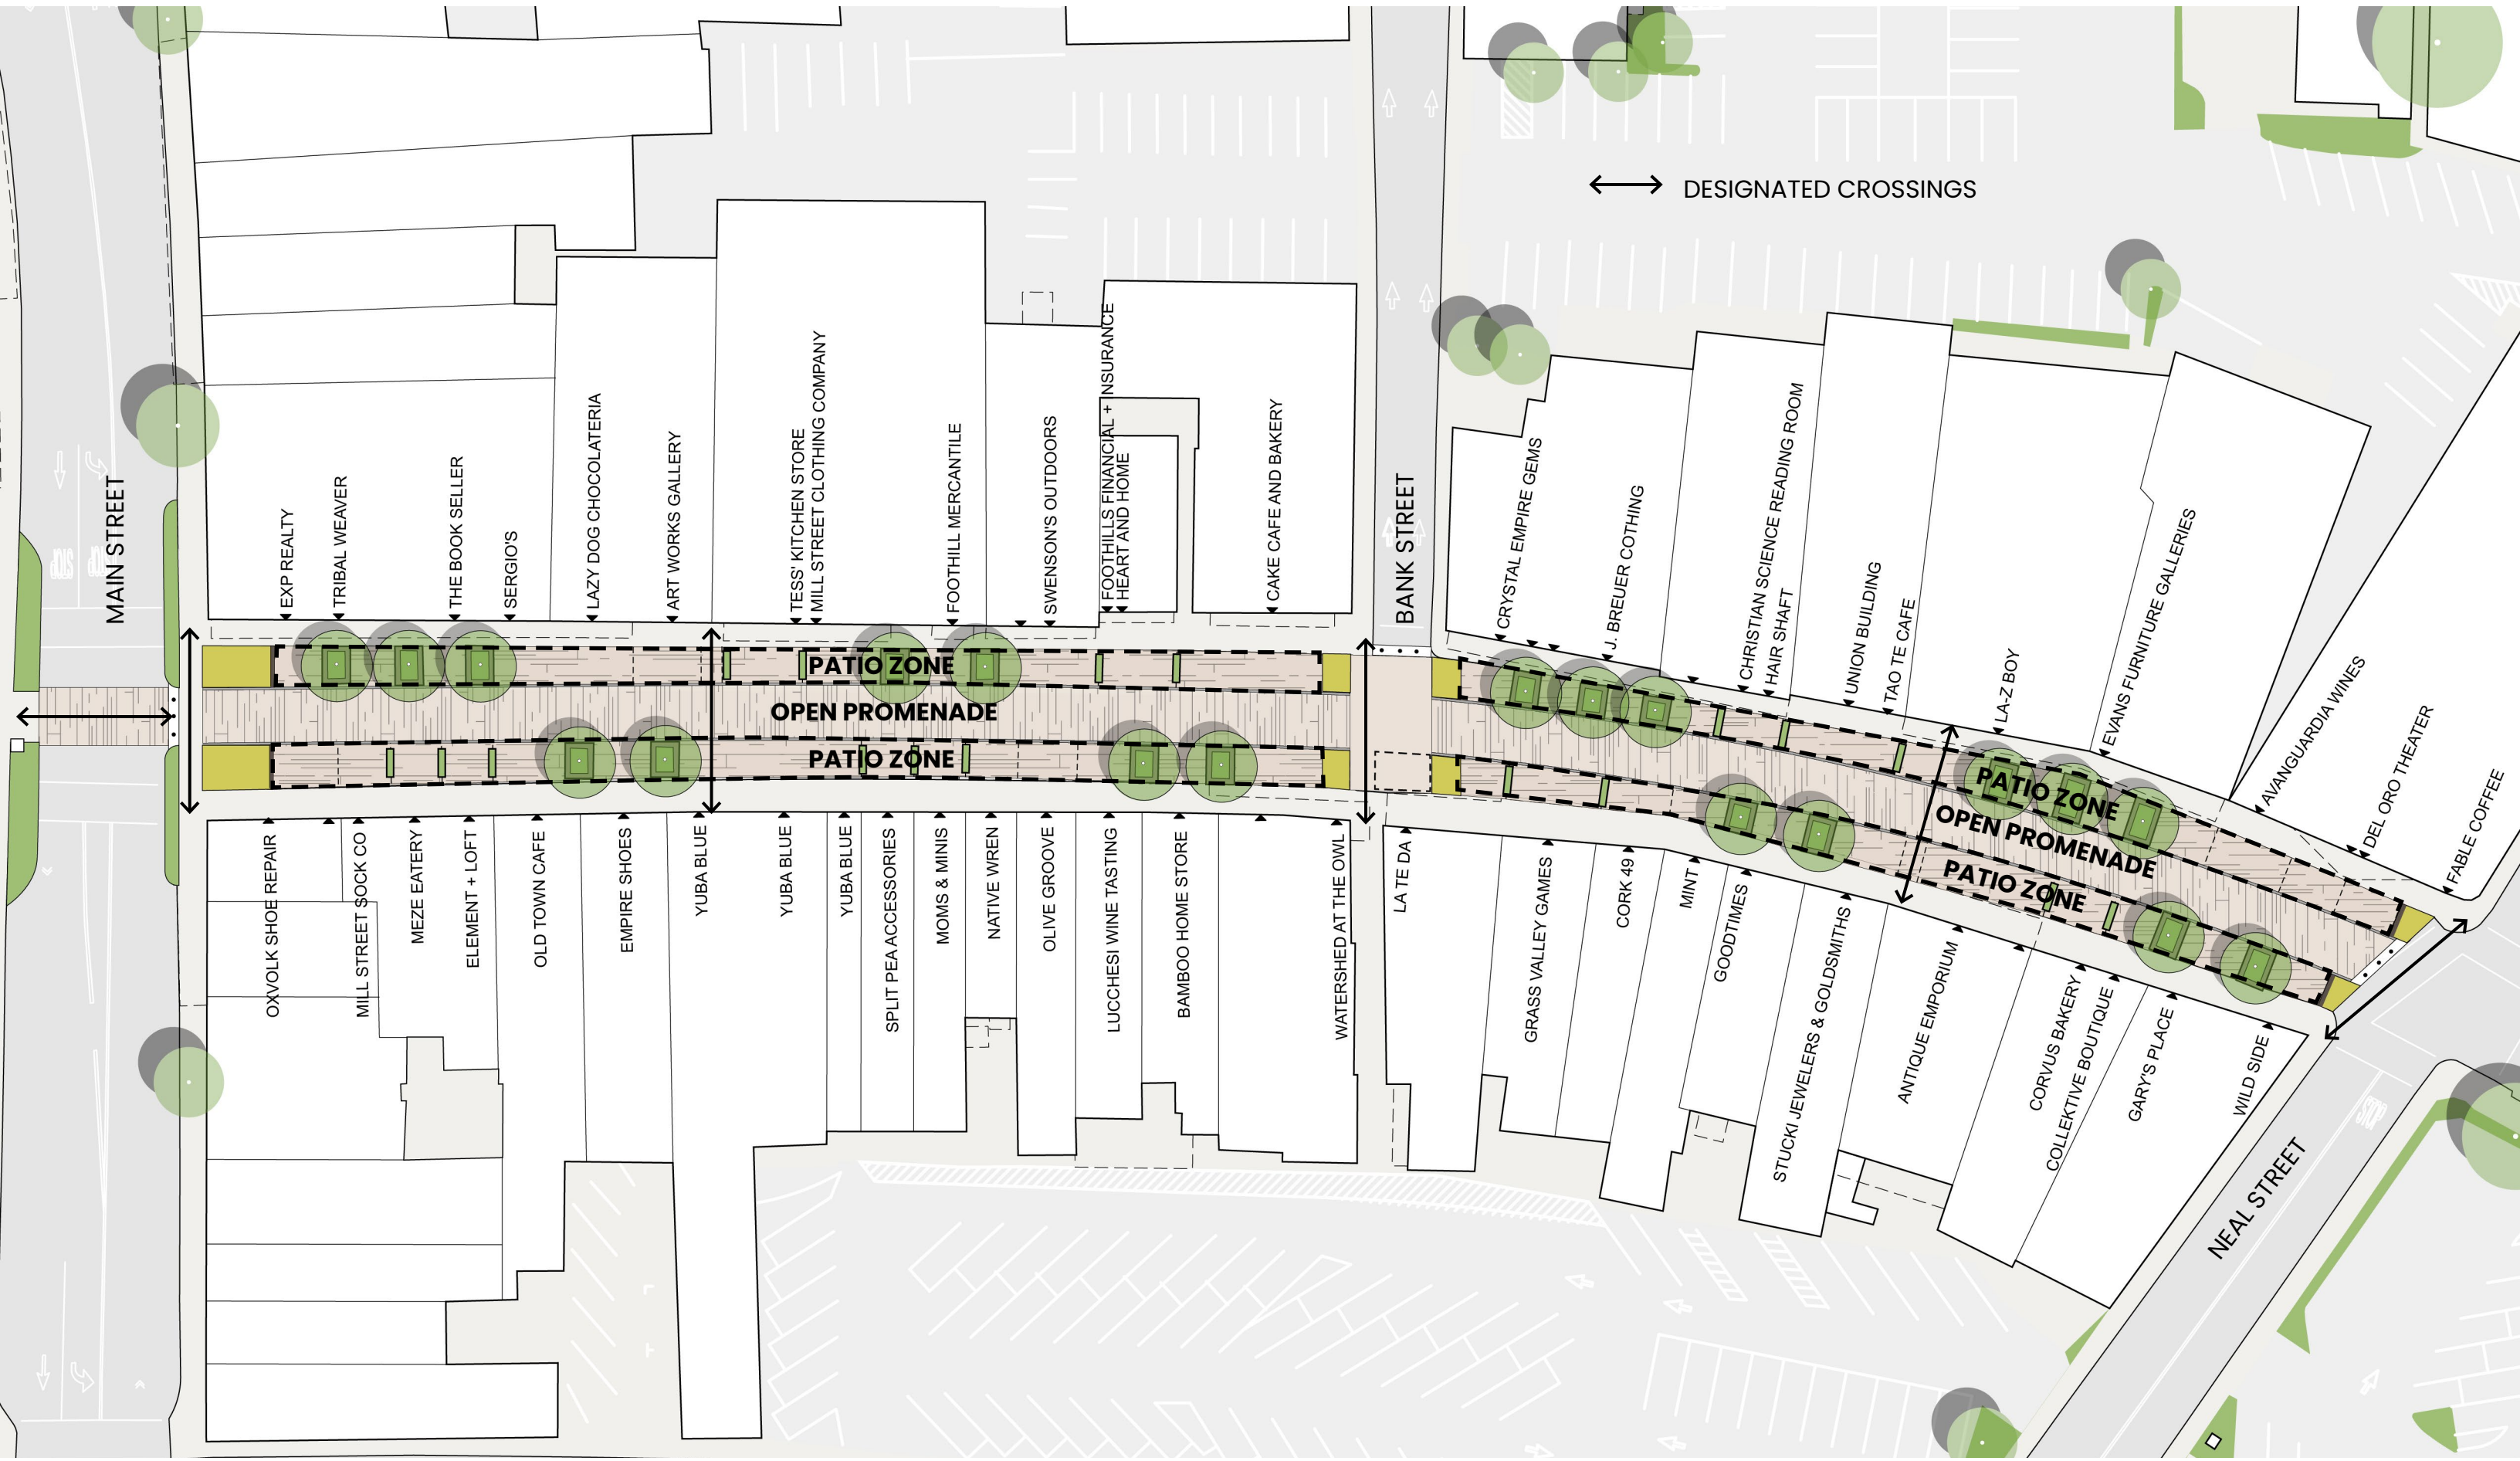 DESIGNATED CROSSINGS
MAIN STREET
BANK STREET
NEAL STREET
EXP REALTY
TRIBAL WEAVER
THE BOOK SELLER
SERGIO'S
LAZY DOG CHOCOLATERIA
ART WORKS GALLERY
TESS' KITCHEN STORE
MILL STREET CLOTHING COMPANY
FOOTHILL MERCANTILE
SWENSON'S OUTDOORS
FOOTHILLS FINANCIAL + INSURANCE
HEART AND HOME
CAKE CAFE AND BAKERY
CRYSTAL EMPIRE GEMS
J. BREUER COTHING
CHRISTIAN SCIENCE READING ROOM
HAIR SHAFT
UNION BUILDING
TAO TE CAFE
LA-Z BOY
EVANS FURNITURE GALLERIES
AVANGUARDIA WINES
DEL ORO THEATER
FABLE COFFEE
PATIO ZONE
OPEN PROMENADE
PATIO ZONE
PATIO ZONE
OPEN PROMENADE
PATIO ZONE
OXVOLK SHOE REPAIR
MILL STREET SOCK CO
MEZE EATERY
ELEMENT + LOFT
OLD TOWN CAFE
EMPIRE SHOES
YUBA BLUE
YUBA BLUE
YUBA BLUE
SPLIT PEA ACCESSORIES
MOMS & MINIS
NATIVE WREN
OLIVE GROOVE
LUCCHESI WINE TASTING
BAMBOO HOME STORE
WATERSHED AT THE OWL
LA TE DA
GRASS VALLEY GAMES
CORK 49
MINT
GOODTIMES
STUCKI JEWELERS & GOLDSMITHS
ANTIQUE EMPORIUM
CORVUS BAKERY
COLLEKTIVE BOUTIQUE
GARY'S PLACE
WILD SIDE
STOP
STOP